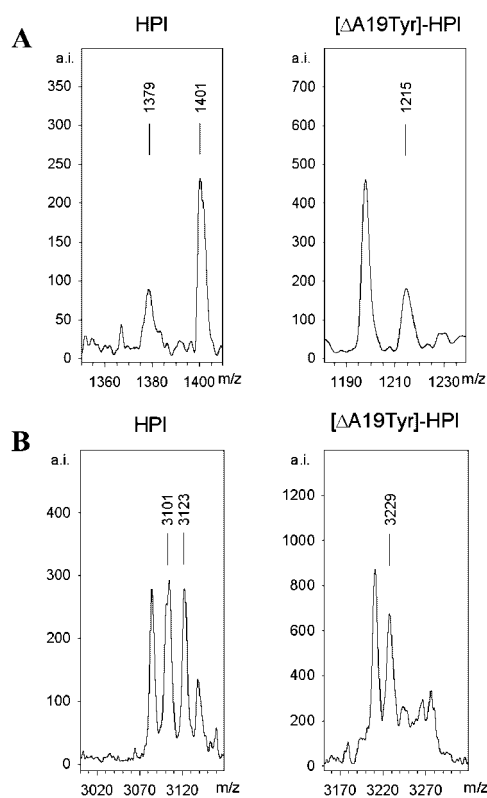 A
HPI
[ΔA19Tyr]-HPI
a.i.
350
300
250
200
150
100
50
0
1379
1401
1360 1380 1400 m/z
a.i.
700
600
500
400
300
200
100
0
1215
1190 1210 1230 m/z
B
HPI
[ΔA19Tyr]-HPI
a.i.
400
300
200
100
0
3101
3123
3020 3070 3120 m/z
a.i.
1200
1000
800
600
400
200
0
3229
3170 3220 3270 m/z